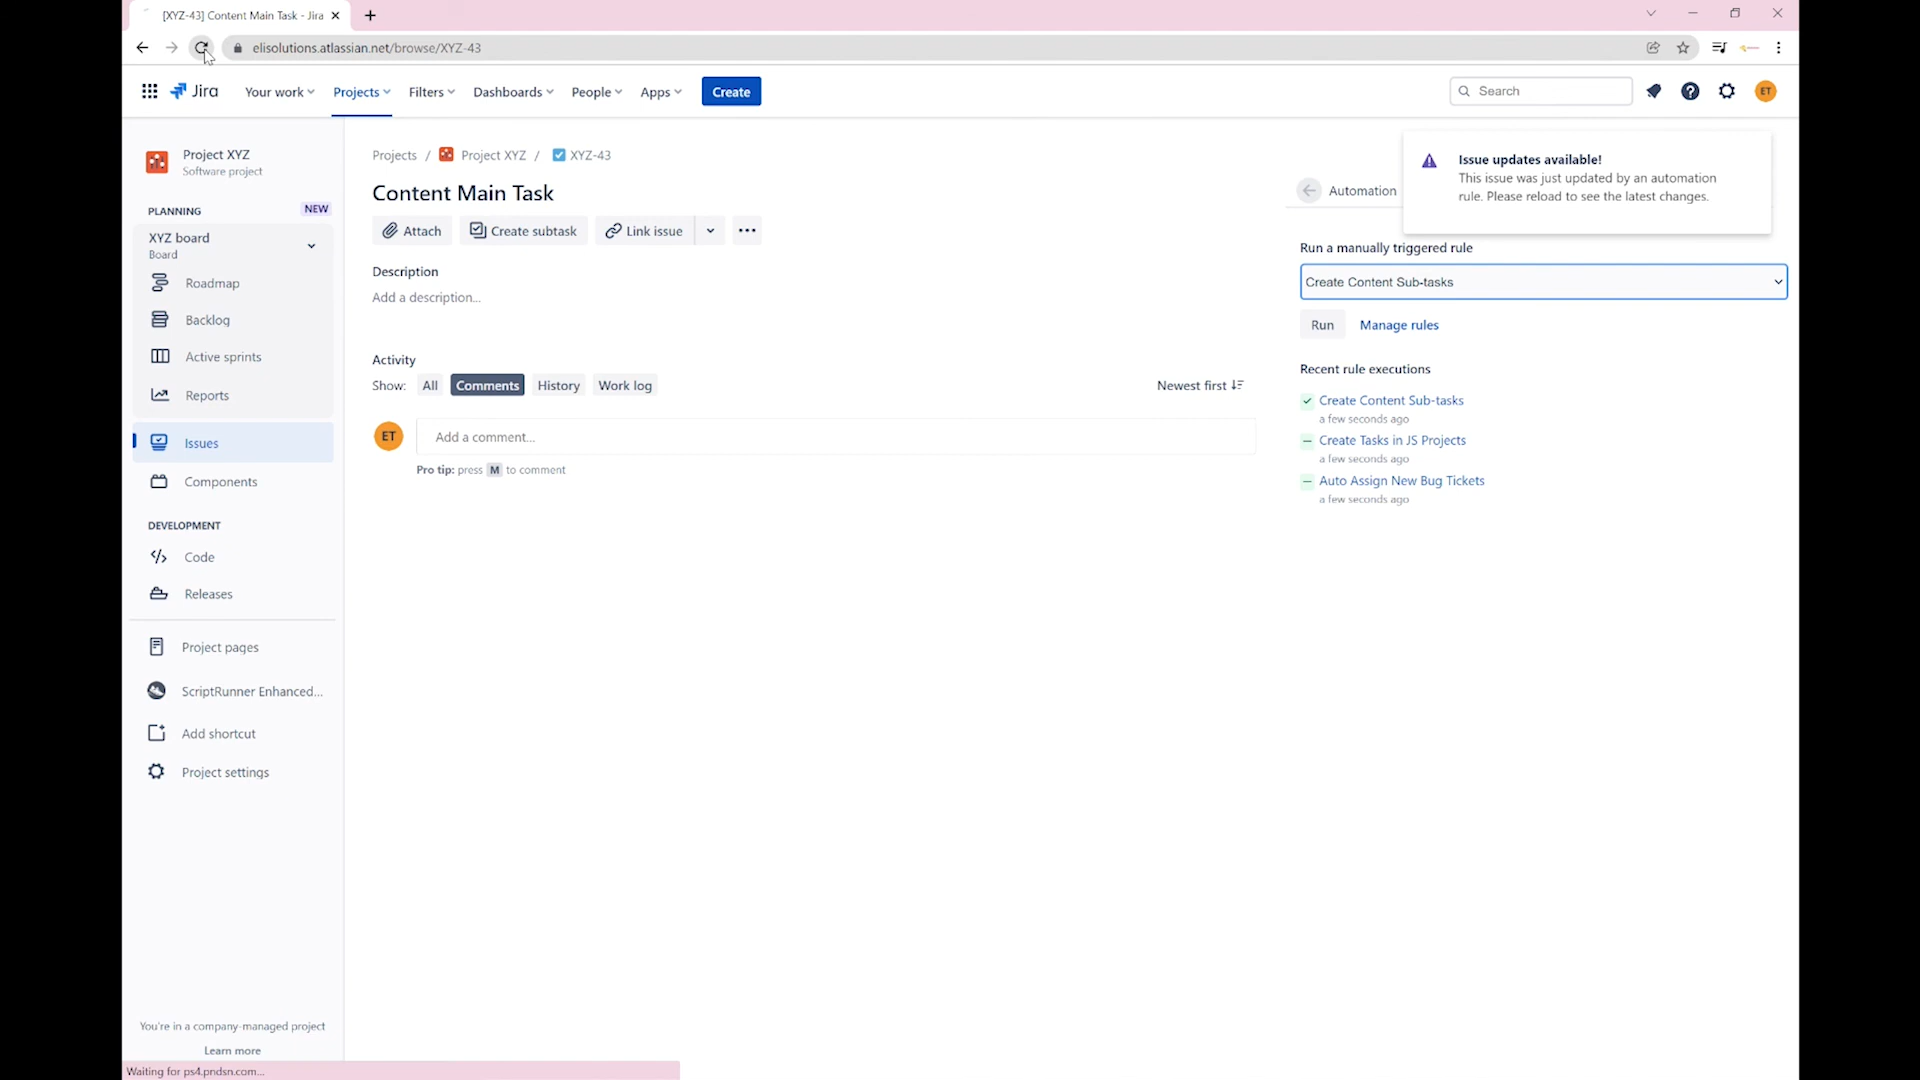 [XYZ-43] Content Main Task - Jira
elisolutions.atlassian.net/browse/XYZ-43
Jira
Your work
Projects
Filters
Dashboards
People
Apps
Create
Search
ET
Project XYZ
Software project
PLANNING
NEW
XYZ board
Board
Roadmap
Backlog
Active sprints
Reports
Issues
Components
DEVELOPMENT
Code
Releases
Project pages
ScriptRunner Enhanced...
Add shortcut
Project settings
You're in a company-managed project
Learn more
Waiting for ps4.pndsn.com...
Projects / Project XYZ / XYZ-43
Content Main Task
Attach
Create subtask
Link issue
Description
Add a description...
Activity
Show: All Comments History Work log
Newest first
ET
Add a comment...
Pro tip: press M to comment
Automation
Issue updates available!
This issue was just updated by an automation
rule. Please reload to see the latest changes.
Run a manually triggered rule
Create Content Sub-tasks
Run
Manage rules
Recent rule executions
Create Content Sub-tasks
a few seconds ago
Create Tasks in JS Projects
a few seconds ago
Auto Assign New Bug Tickets
a few seconds ago